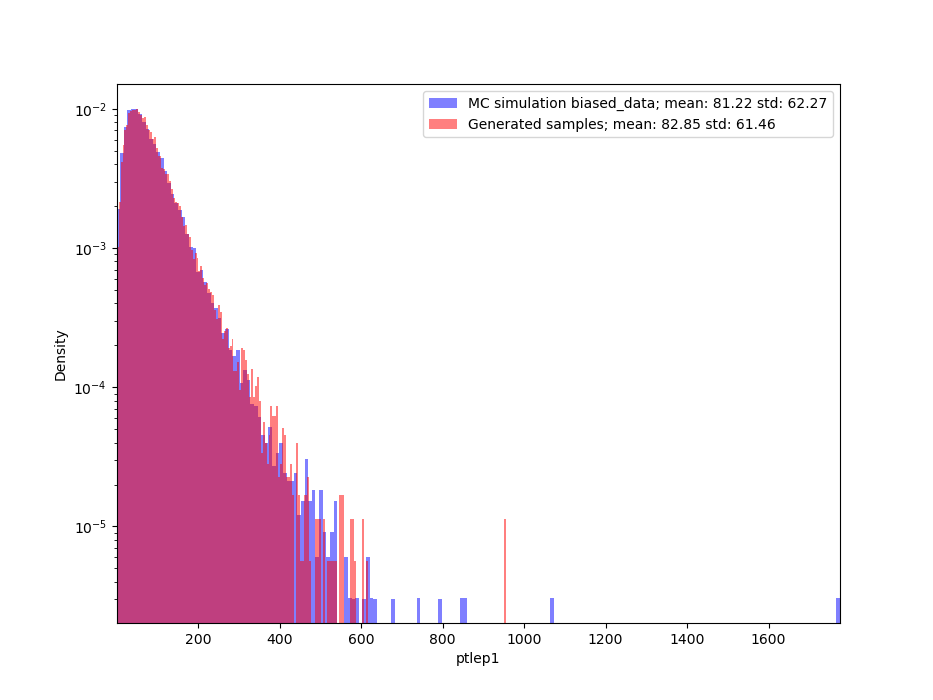 MC simulation biased_data; mean: 81.22 std: 62.27
Generated samples; mean: 82.85 std: 61.46
10⁻²
10⁻³
10⁻⁴
10⁻⁵
Density
200 400 600 800 1000 1200 1400 1600
ptlep1